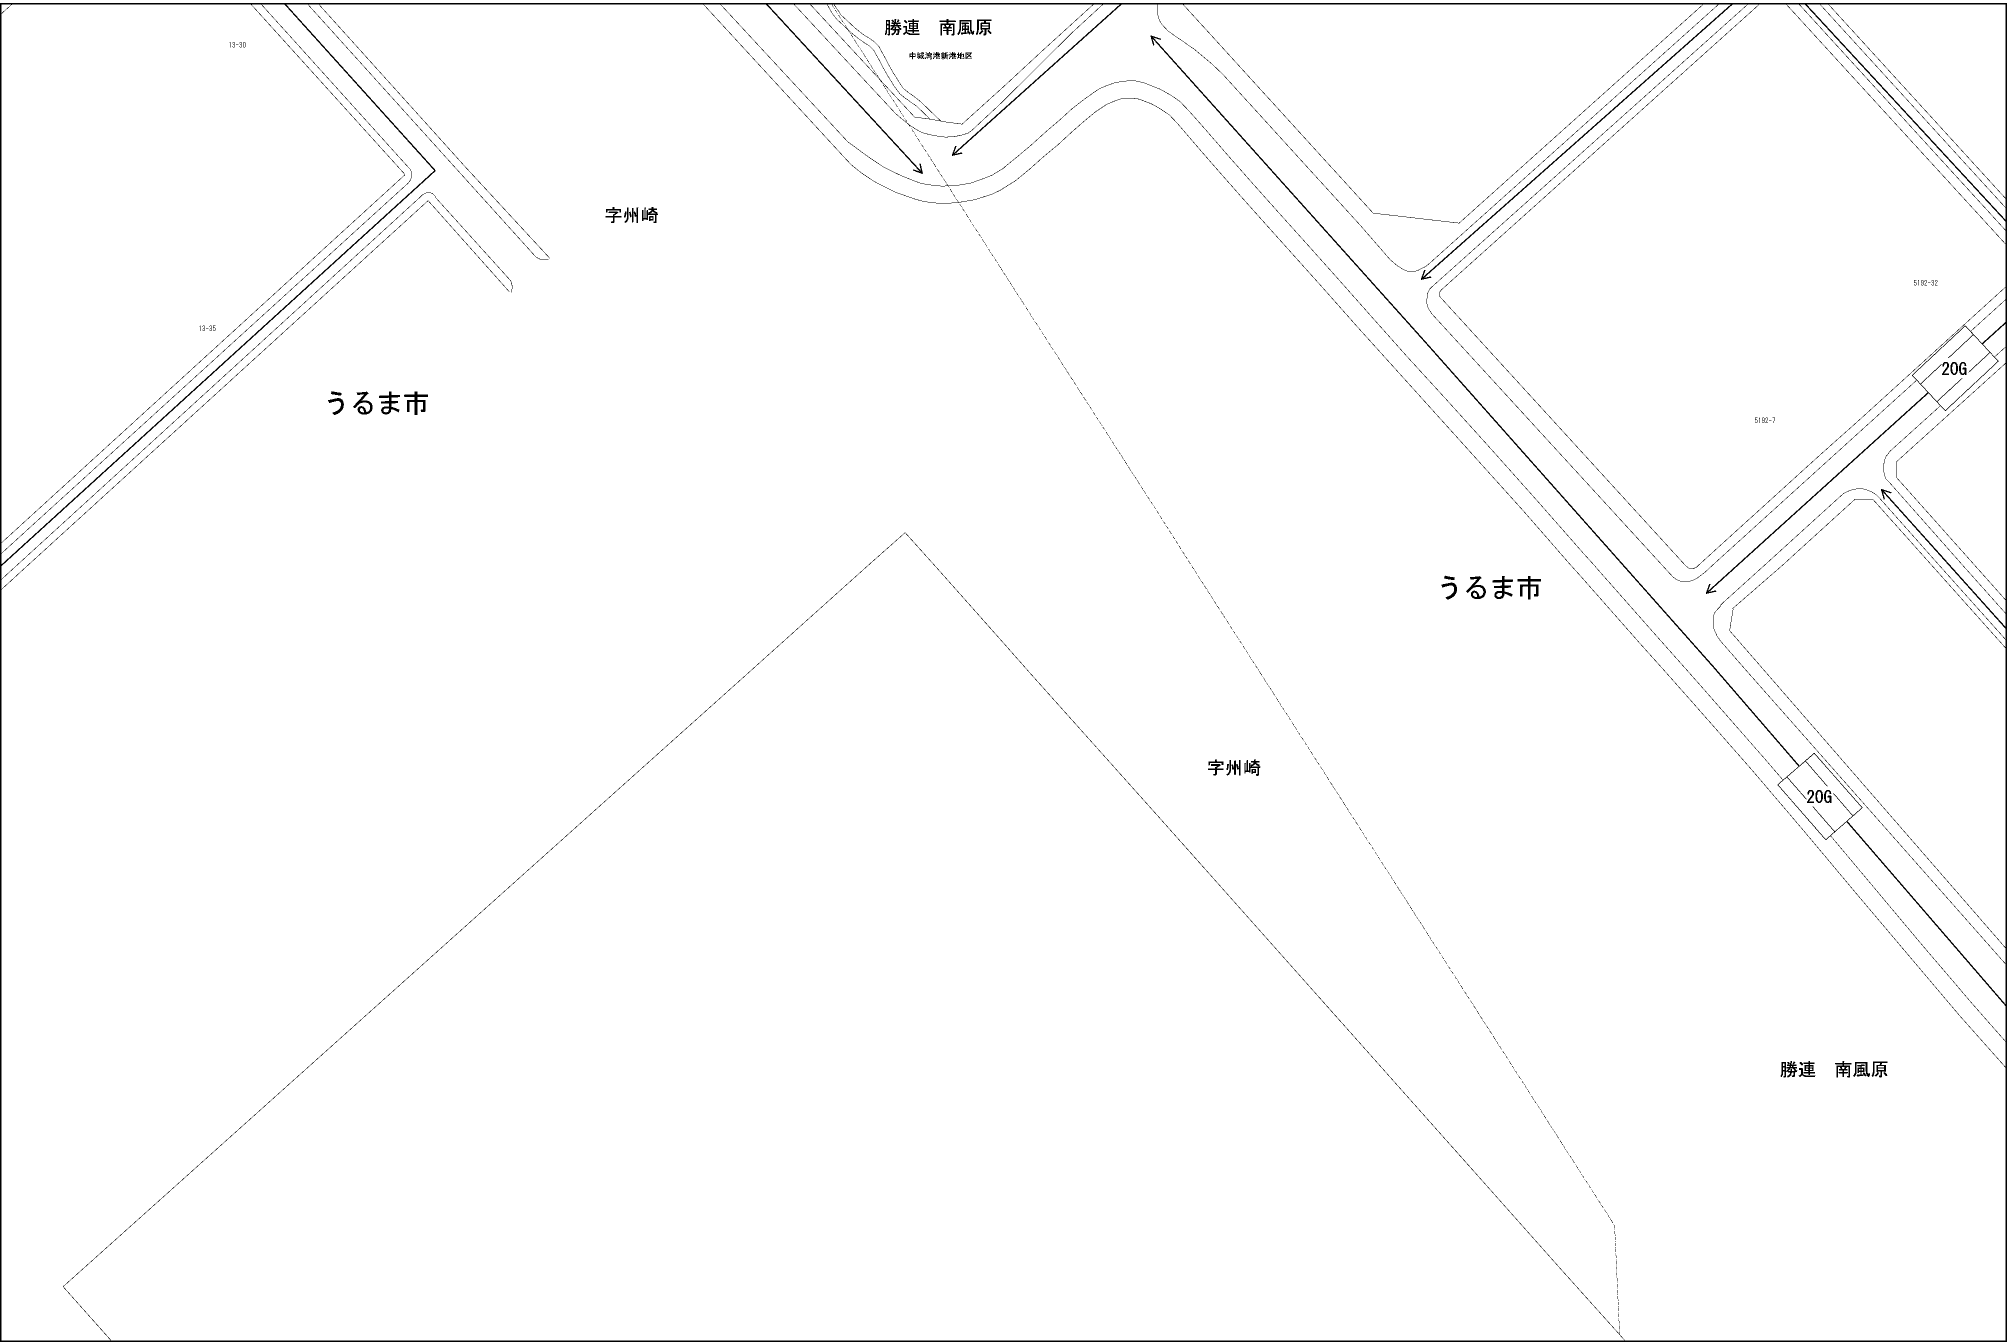 勝連　南風原
13-30
中城湾港新港地区
字州崎
5192-32
13-35
20G
うるま市
5192-7
うるま市
字州崎
20G
勝連　南風原